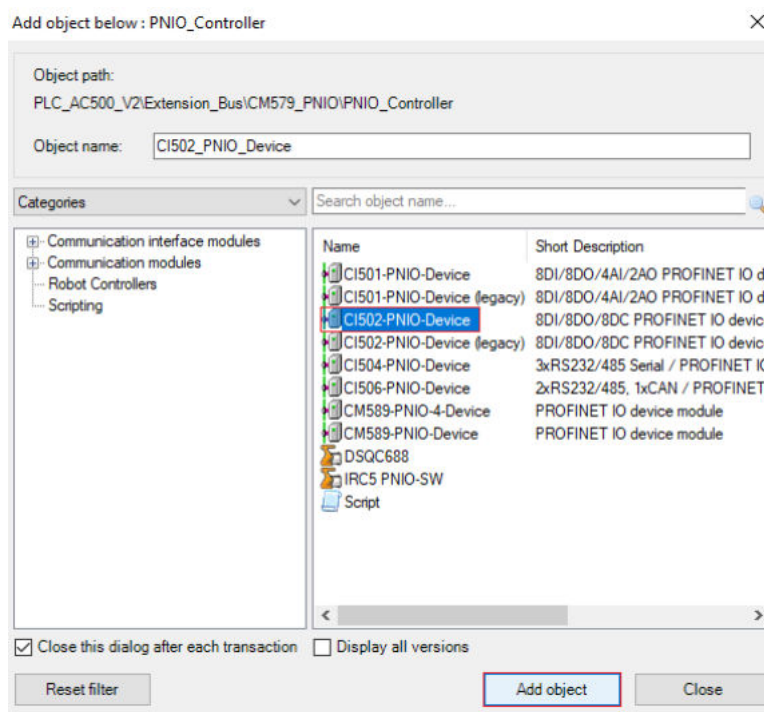 Add object below : PNIO_Controller
Object path:
PLC_AC500_V2\Extension_Bus\CM579_PNIO\PNIO_Controller
Object name: CI502_PNIO_Device
Categories
Search object name...
Communication interface modules
Communication modules
Robot Controllers
Scripting
Name Short Description
CI501-PNIO-Device 8DI/8DO/4AI/2AO PROFINET IO d
CI501-PNIO-Device (legacy) 8DI/8DO/4AI/2AO PROFINET IO d
CI502-PNIO-Device 8DI/8DO/8DC PROFINET IO devic
CI502-PNIO-Device (legacy) 8DI/8DO/8DC PROFINET IO devic
CI504-PNIO-Device 3xRS232/485 Serial / PROFINET IO
CI506-PNIO-Device 2xRS232/485, 1xCAN / PROFINET
CM589-PNIO-4-Device PROFINET IO device module
CM589-PNIO-Device PROFINET IO device module
DSQC688
IRC5 PNIO-SW
Script
Close this dialog after each transaction Display all versions
Reset filter Add object Close